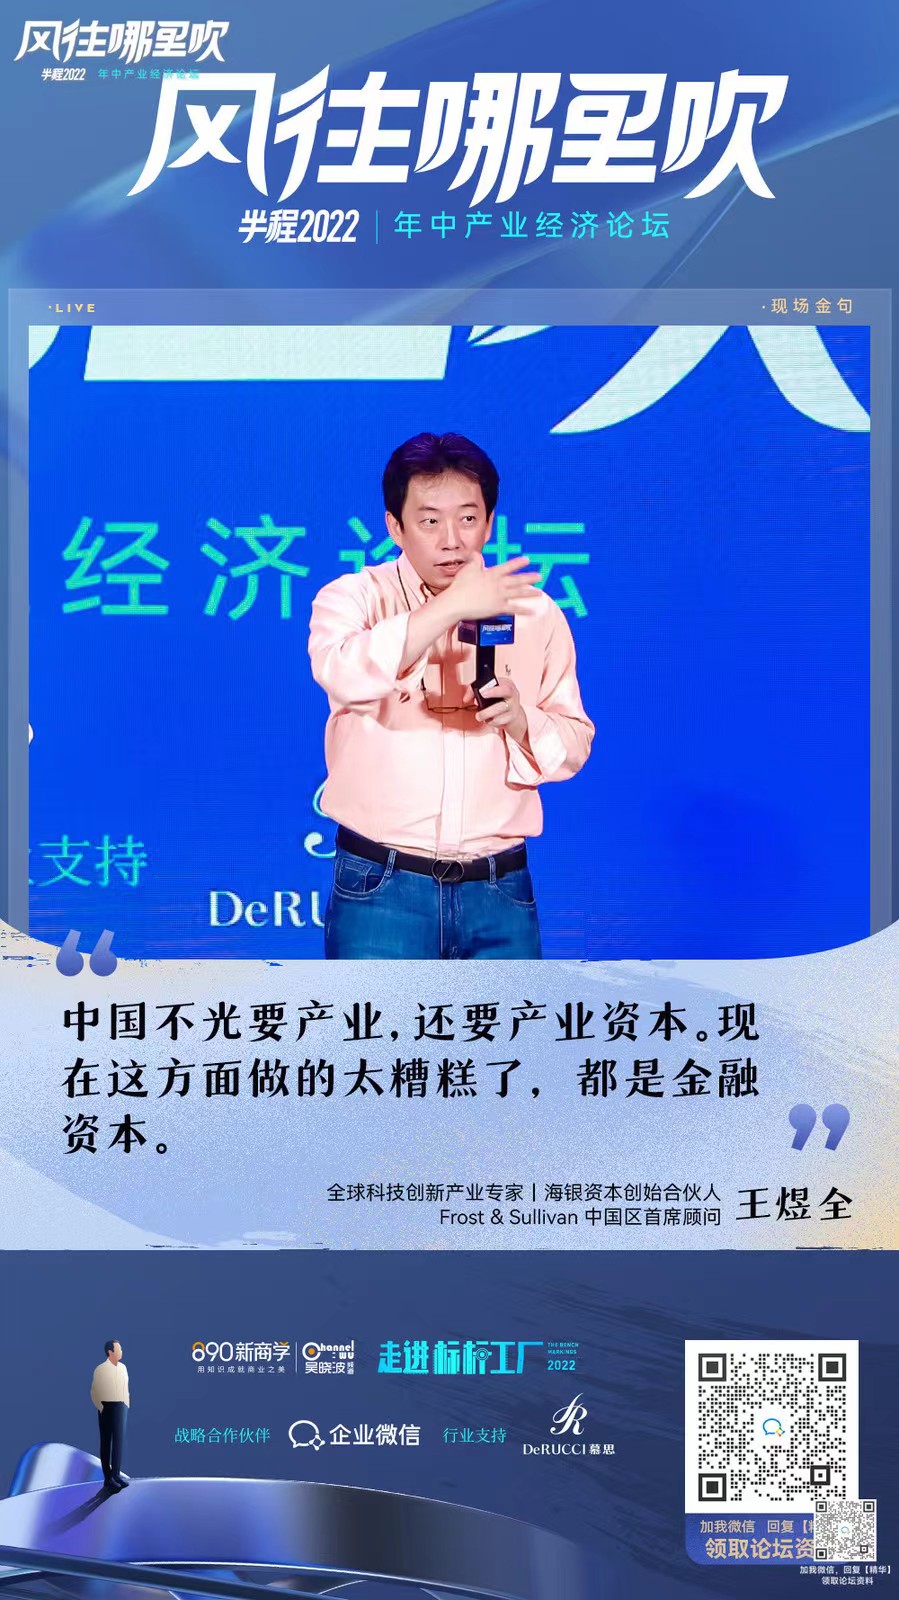 风往哪里吹
半程2022 年中产业经济论坛
风往哪里吹
半程2022 | 年中产业经济论坛
·LIVE
·现场金句
经济论坛
风往哪里吹
支持
DeRU
“
中国不光要产业,还要产业资本。现
在这方面做的太糟糕了，都是金融
资本。
”
全球科技创新产业专家 | 海银资本创始合伙人
Frost & Sullivan 中国区首席顾问
王煜全
890新商学
用知识成就商业之美
Channel Wu
吴晓波频道
走进标杆工厂
THE BENCH
MARKINGS
2022
战略合作伙伴
企业微信
行业支持
DeRUCCI 慕思
加我微信 回复【精
领取论坛资
加我微信，回复【精华】
领取论坛资料